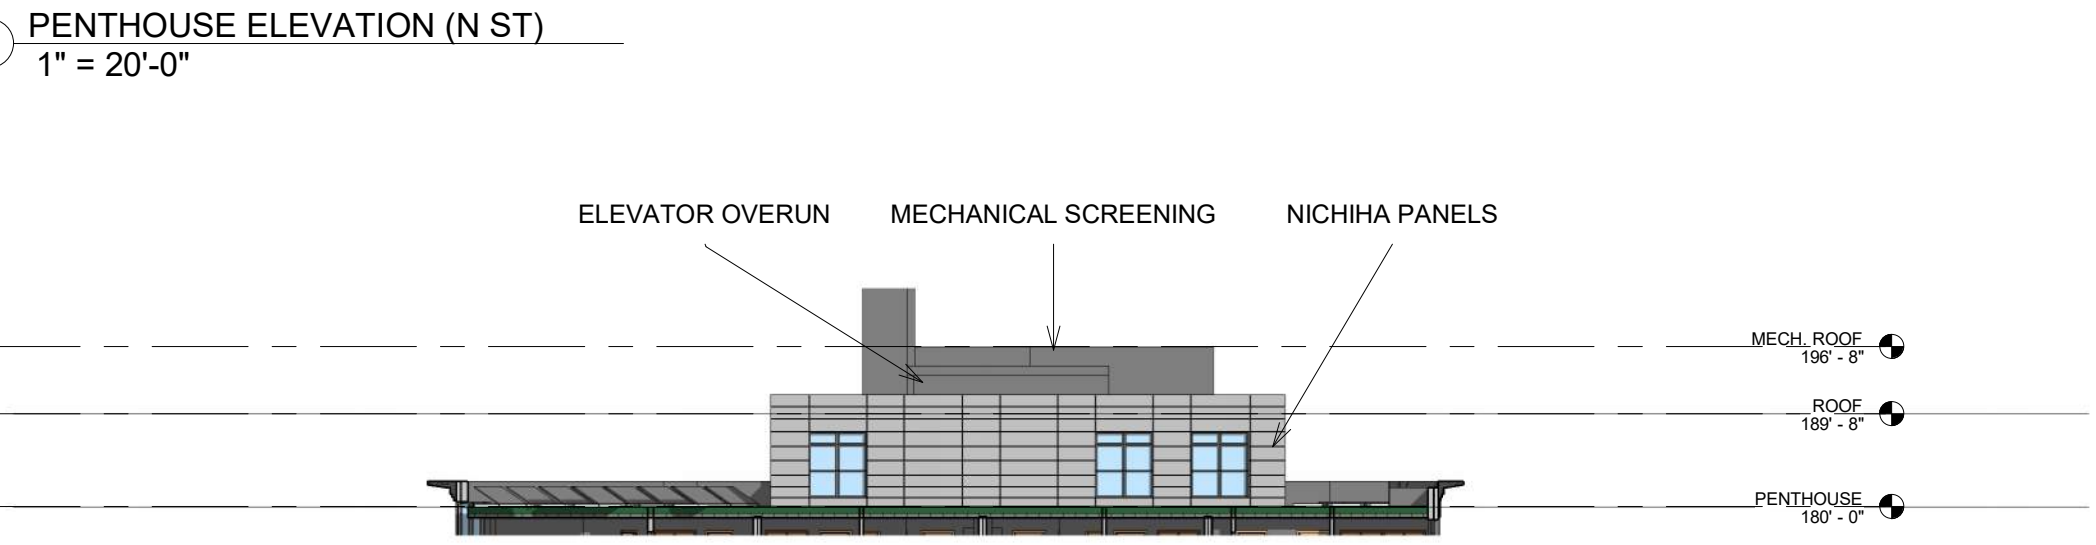 PENTHOUSE ELEVATION (N ST)
1" = 20'-0"
ELEVATOR OVERUN
MECHANICAL SCREENING
NICHIHA PANELS
MECH. ROOF
196' - 8"
ROOF
189' - 8"
PENTHOUSE
180' - 0"